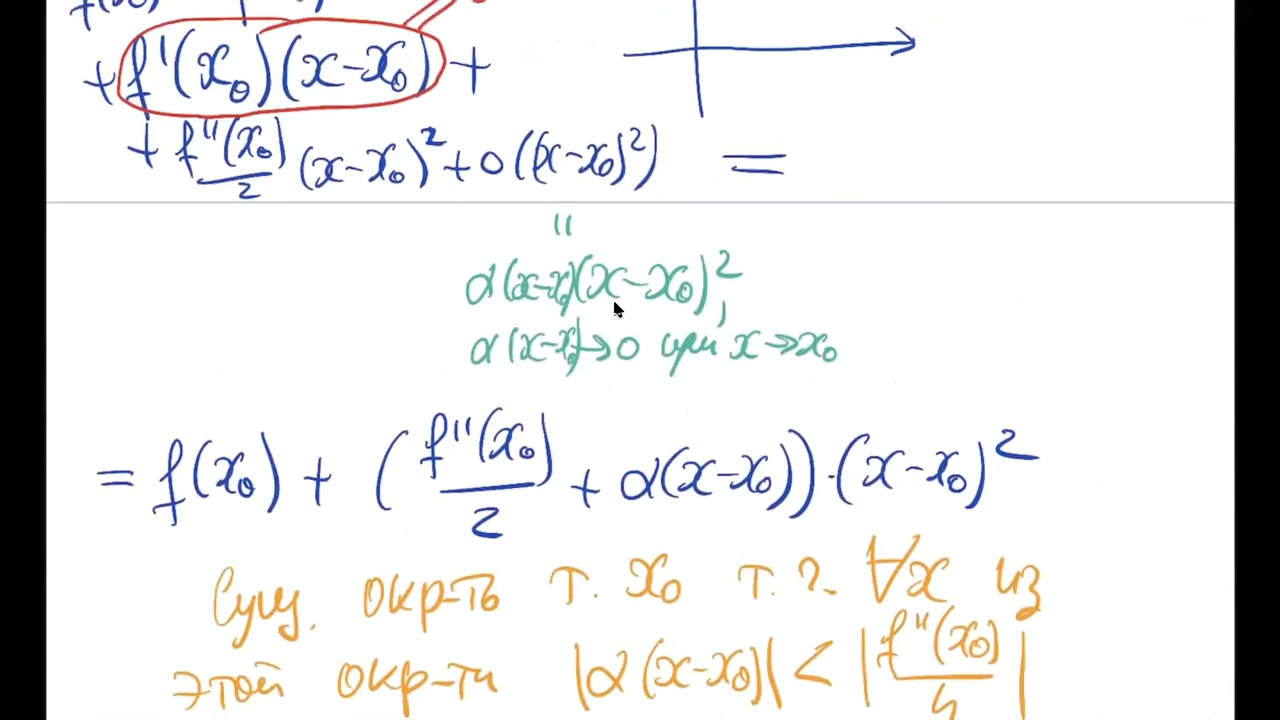 + f'(x₀)(x-x₀) +
+ f''(x₀)/2 (x-x₀)² + o((x-x₀)²) =
"
α(x-x₀)(x-x₀)²,
α(x-x₀)→0 при x→x₀
= f(x₀) + (f''(x₀)/2 + α(x-x₀))·(x-x₀)²
Сущ. окр-ть т. x₀ т. ч. ∀x из
этой окр-ти |α(x-x₀)| < |f''(x₀)/4|